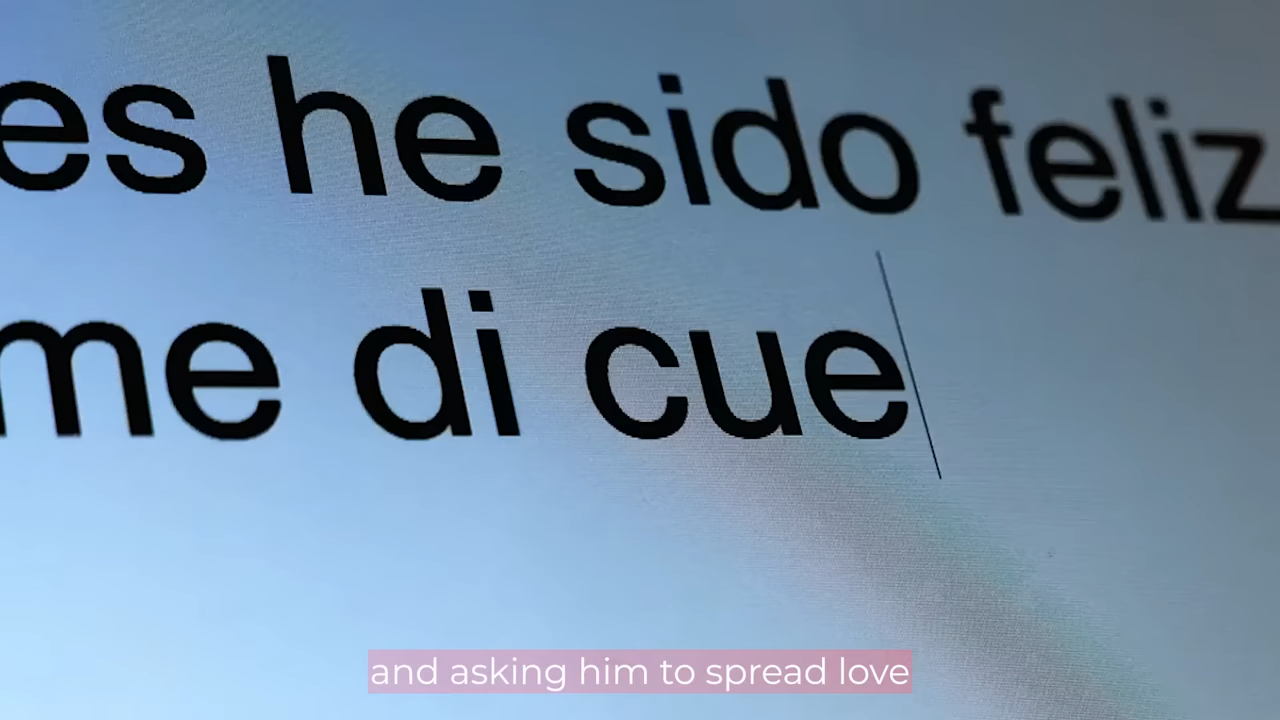 es he sido feliz
me di cue
and asking him to spread love